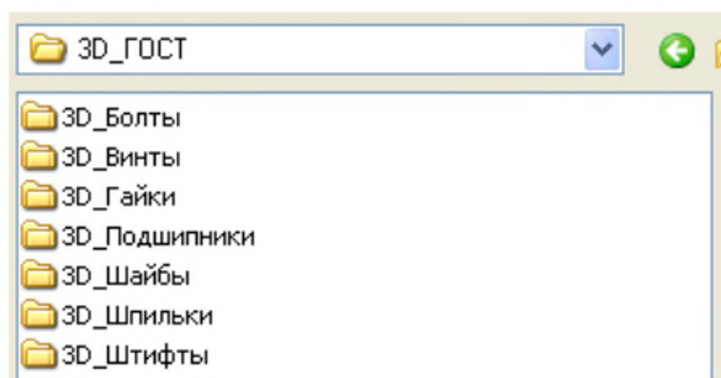 3D_ГОСТ
3D_Болты
3D_Винты
3D_Гайки
3D_Подшипники
3D_Шайбы
3D_Шпильки
3D_Штифты